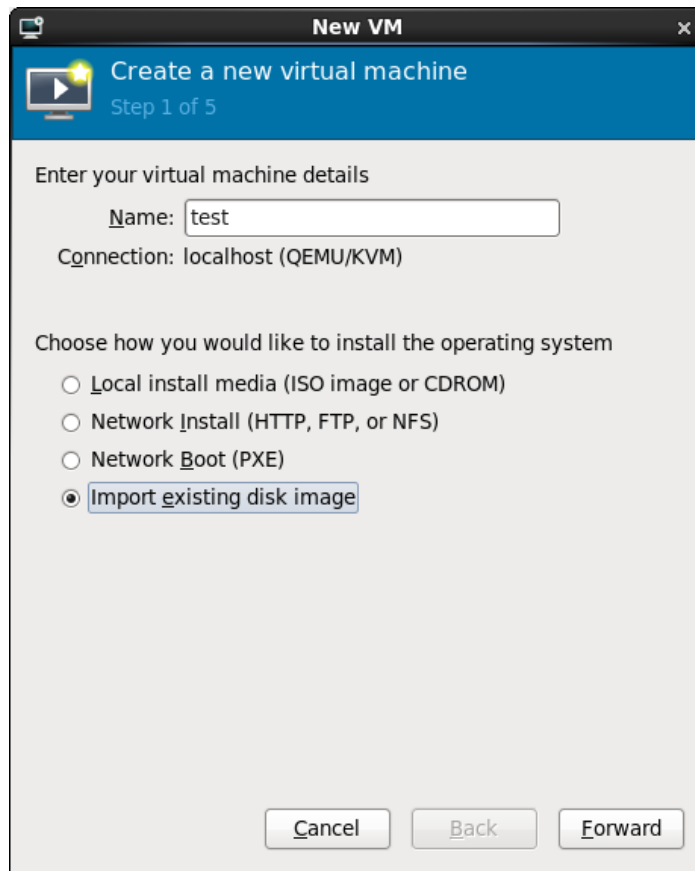 New VM
Create a new virtual machine
Step 1 of 5
Enter your virtual machine details
Name: test
Connection: localhost (QEMU/KVM)
Choose how you would like to install the operating system
Local install media (ISO image or CDROM)
Network Install (HTTP, FTP, or NFS)
Network Boot (PXE)
Import existing disk image
Cancel Back Forward